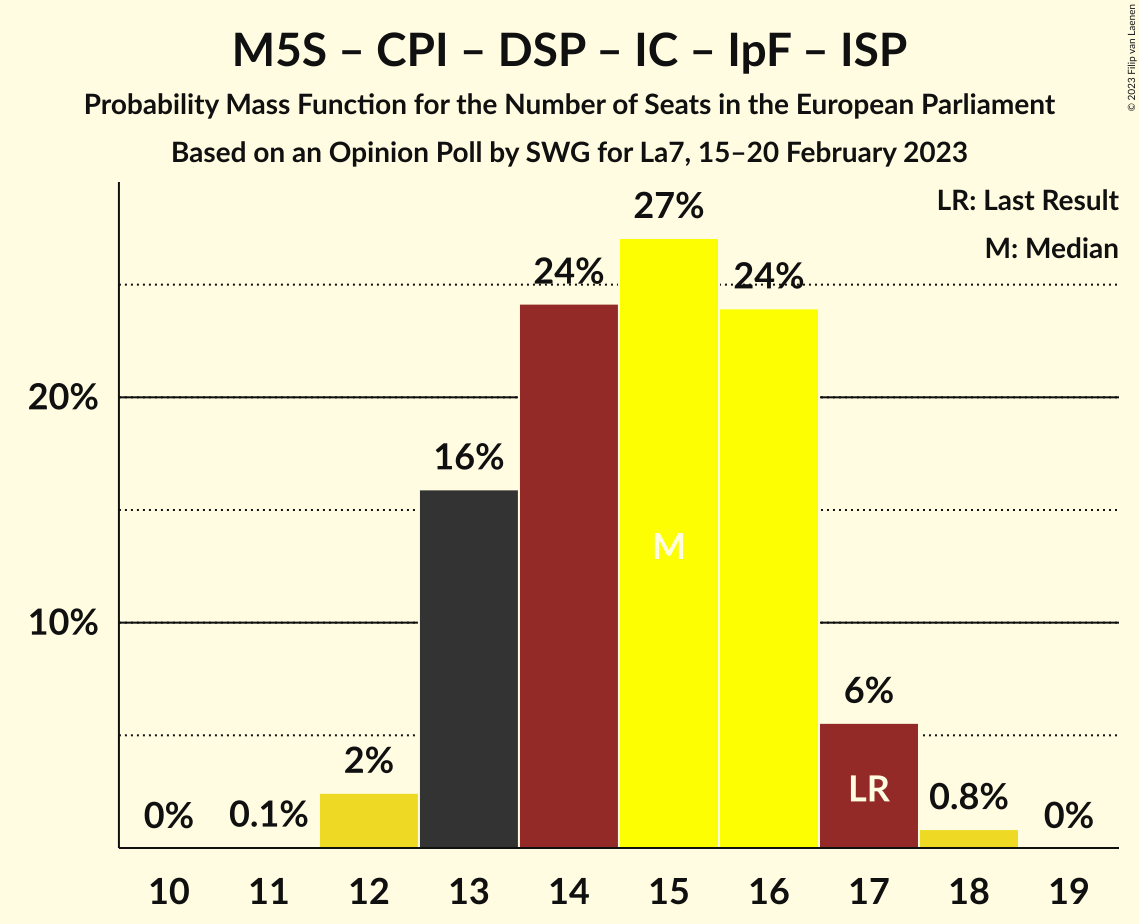 M5S – CPI – DSP – IC – IpF – ISP
Probability Mass Function for the Number of Seats in the European Parliament
Based on an Opinion Poll by SWG for La7, 15–20 February 2023
© 2023 Filip van Laenen
LR: Last Result
M: Median
27%
24%
24%
20%
16%
M
10%
6%
LR
2%
0%
0.1%
0.8%
0%
10 11 12 13 14 15 16 17 18 19